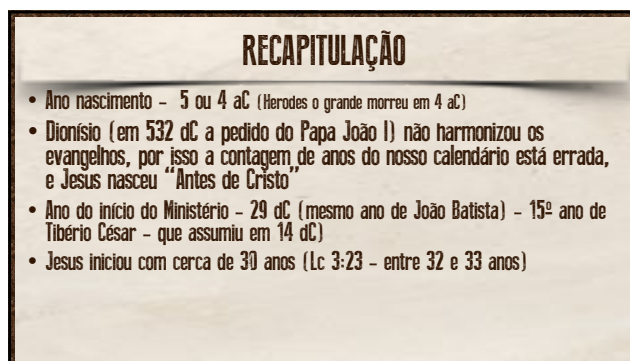 RECAPITULAÇÃO
• Ano nascimento – 5 ou 4 aC (Herodes o grande morreu em 4 aC)
• Dionísio (em 532 dC a pedido do Papa João I) não harmonizou os
evangelhos, por isso a contagem de anos do nosso calendário está errada,
e Jesus nasceu “Antes de Cristo”
• Ano do início do Ministério – 29 dC (mesmo ano de João Batista) – 15º ano de
Tibério César – que assumiu em 14 dC)
• Jesus iniciou com cerca de 30 anos (Lc 3:23 – entre 32 e 33 anos)